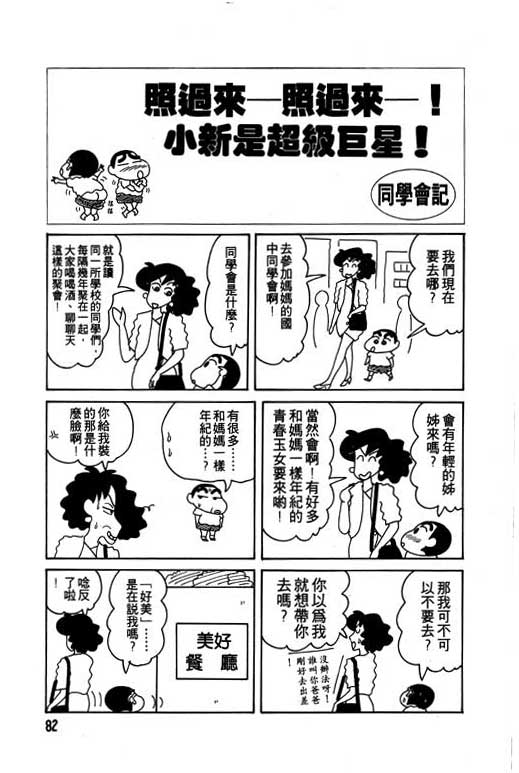 照過來─照過來─!
小新是超級巨星!
同學會記
我們現在
要去哪?
去參加媽媽的國
中同學會啊!
同學會是什麼?
就是讓
同一所學校的同學們,
每隔幾年聚在一起,
大家喝喝酒、聊聊天
這樣的聚會!
會有年輕的姊
姊來嗎?
當然會啊!有好多
和媽媽一樣年紀的
青春玉女要來喲!
有很多……
和媽媽一樣
年紀的…?
你給我裝
的那是什
麼臉啊!
那我可不可
以不要去?
你以為我
就想帶你
去嗎?
沒辦法呀!
誰叫你爸爸
剛好去出差
!
美好
餐廳
「好美」……
是在説我嗎?
唸反
了啦
!
82